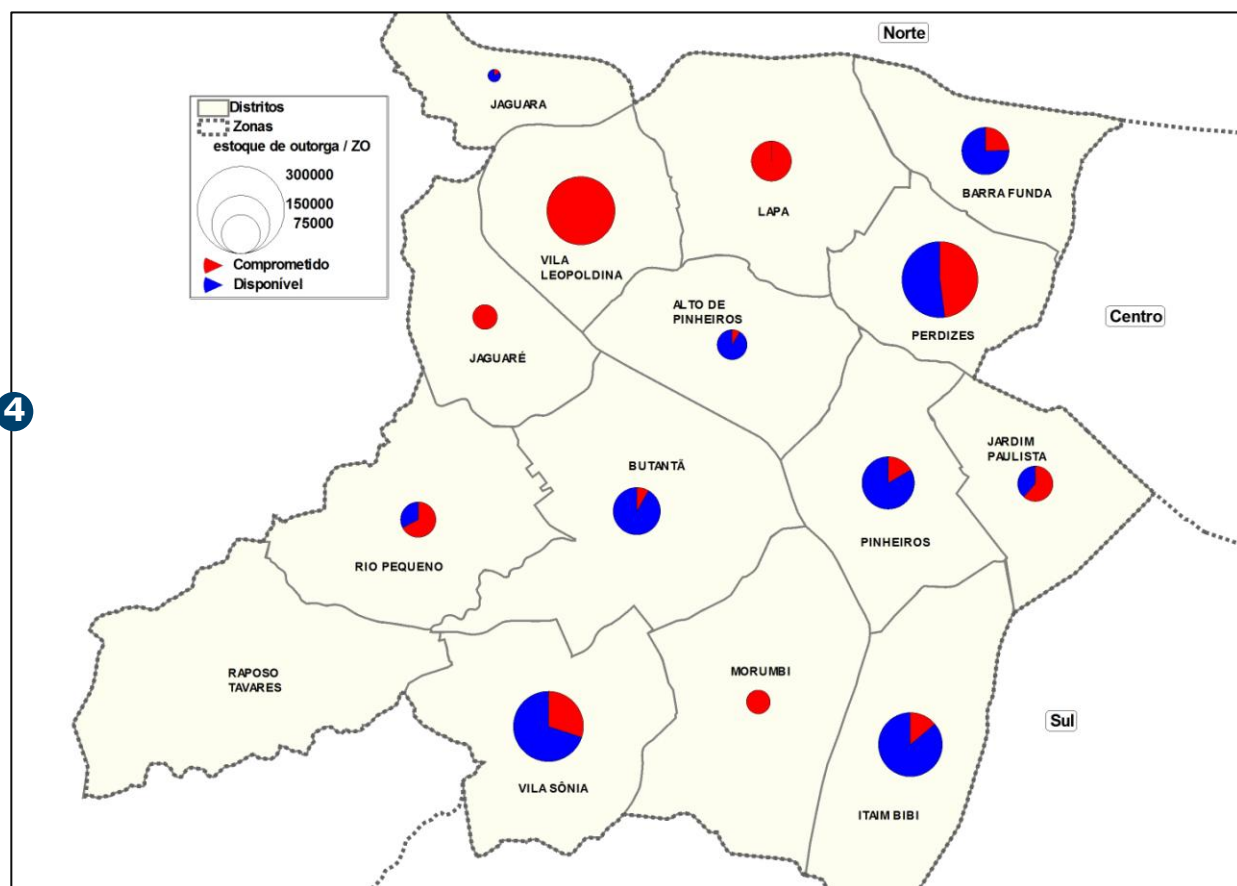 Norte
JAGUARA
Distritos
Zonas
estoque de outorga / ZO
300000
150000
75000
Comprometido
Disponível
LAPA
BARRA FUNDA
VILA
LEOPOLDINA
ALTO DE
PINHEIROS
PERDIZES
Centro
JAGUARÉ
4
JARDIM
PAULISTA
BUTANTÃ
PINHEIROS
RIO PEQUENO
RAPOSO
TAVARES
MORUMBI
Sul
VILA SÔNIA
ITAIM BIBI